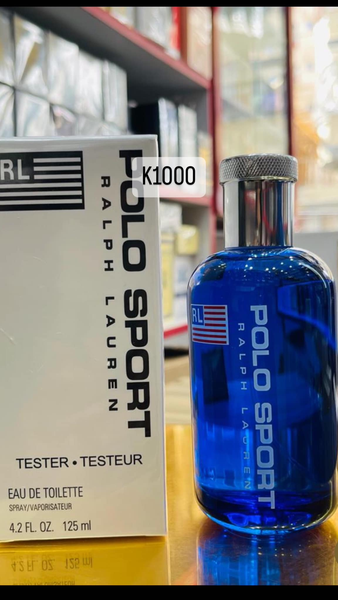 K1000
RL
POLO SPORT
RALPH LAUREN
TESTER • TESTEUR
EAU DE TOILETTE
SPRAY/VAPORISATEUR
4.2 FL. OZ. 125 ml
RL
POLO SPORT
RALPH LAUREN